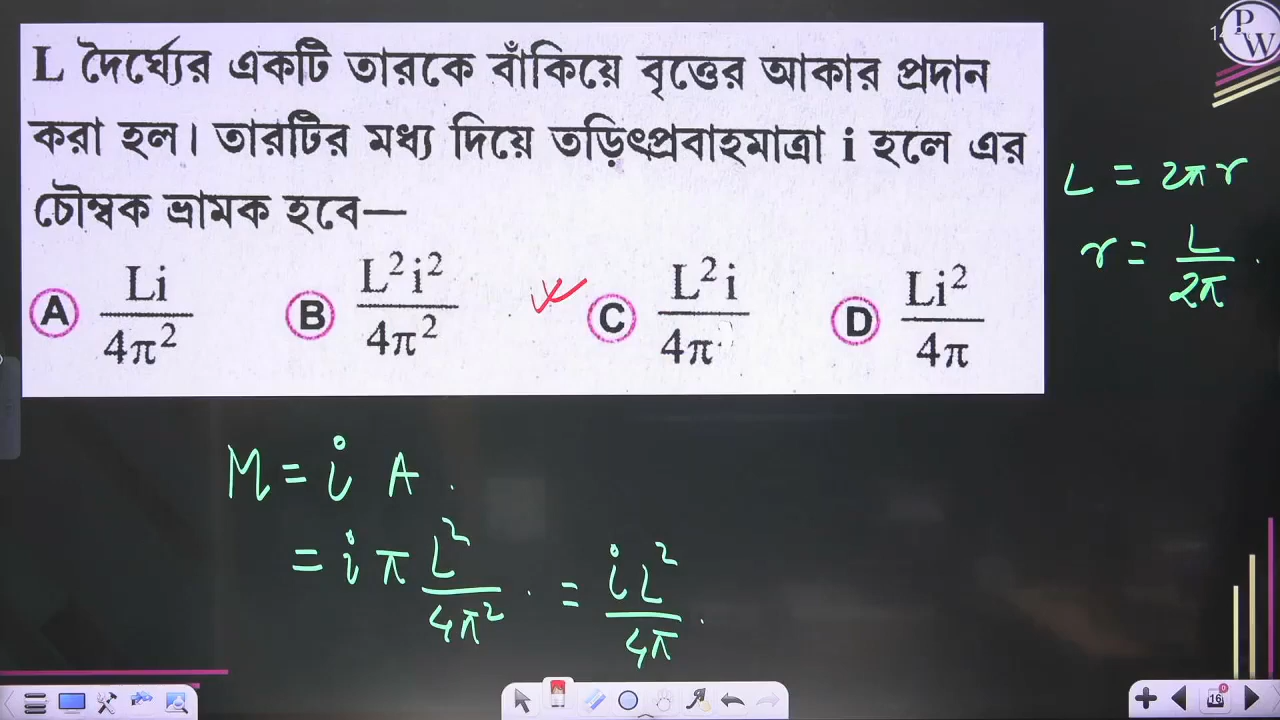 L দৈর্ঘ্যের একটি তারকে বাঁকিয়ে বৃত্তের আকার প্রদান
করা হল। তারটির মধ্য দিয়ে তড়িৎপ্রবাহমাত্রা i হলে এর
চৌম্বক ভ্রামক হবে—
A Li/4π² B L²i²/4π² C L²i/4π D Li²/4π
L = 2πr
r = L/2π
M = i A
= i π L²/4π² = iL²/4π
PW
16